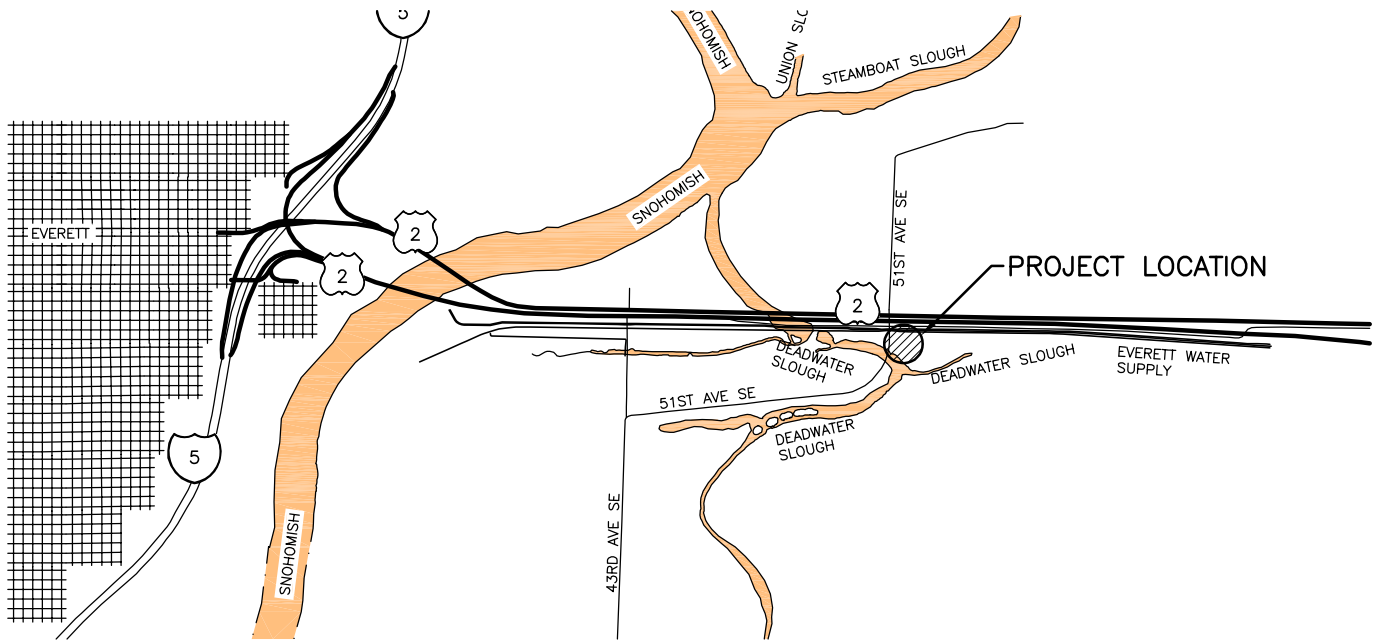 5
SNOHOMISH
UNION SLO
STEAMBOAT SLOUGH
EVERETT
2
SNOHOMISH
51ST AVE SE
2
PROJECT LOCATION
2
DEADWATER
SLOUGH
DEADWATER SLOUGH
EVERETT WATER
SUPPLY
51ST AVE SE
DEADWATER
SLOUGH
5
SNOHOMISH
43RD AVE SE